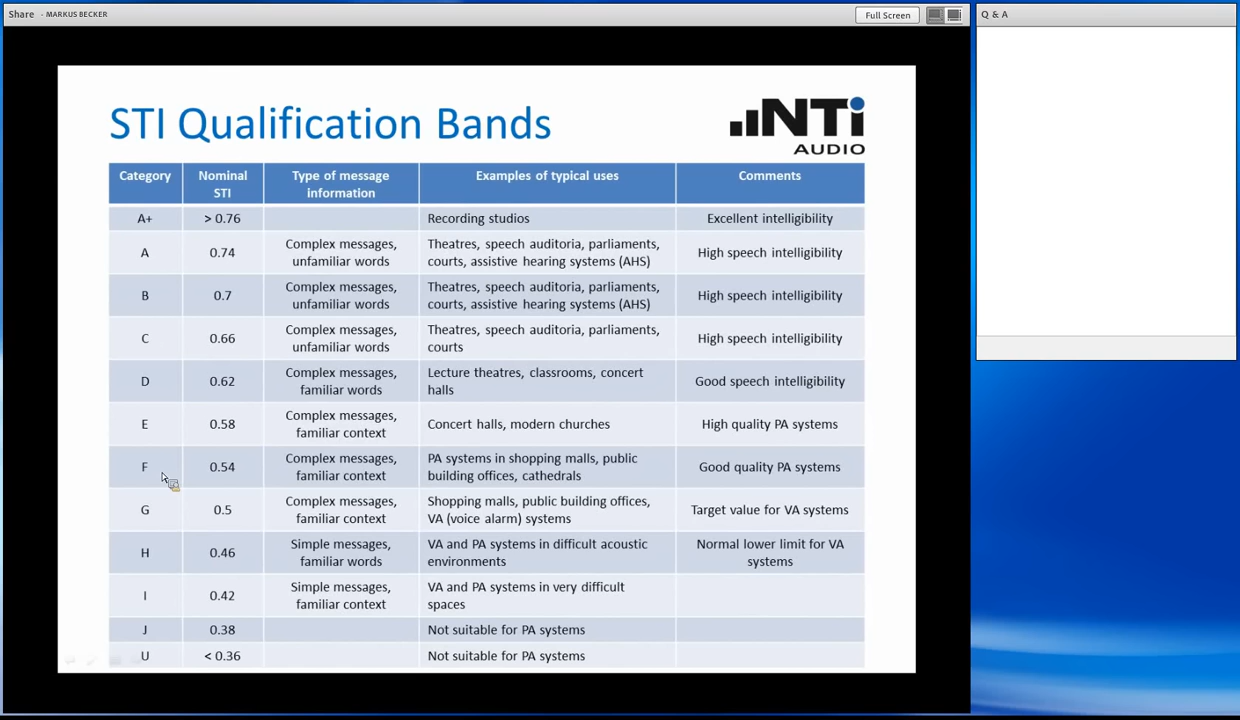 Share - MARKUS BECKER
Full Screen
Q & A
STI Qualification Bands
NTi
AUDIO
Category
Nominal
STI
Type of message
information
Examples of typical uses
Comments
A+
> 0.76
Recording studios
Excellent intelligibility
A
0.74
Complex messages,
unfamiliar words
Theatres, speech auditoria, parliaments,
courts, assistive hearing systems (AHS)
High speech intelligibility
B
0.7
Complex messages,
unfamiliar words
Theatres, speech auditoria, parliaments,
courts, assistive hearing systems (AHS)
High speech intelligibility
C
0.66
Complex messages,
unfamiliar words
Theatres, speech auditoria, parliaments,
courts
High speech intelligibility
D
0.62
Complex messages,
familiar words
Lecture theatres, classrooms, concert
halls
Good speech intelligibility
E
0.58
Complex messages,
familiar context
Concert halls, modern churches
High quality PA systems
F
0.54
Complex messages,
familiar context
PA systems in shopping malls, public
building offices, cathedrals
Good quality PA systems
G
0.5
Complex messages,
familiar context
Shopping malls, public building offices,
VA (voice alarm) systems
Target value for VA systems
H
0.46
Simple messages,
familiar words
VA and PA systems in difficult acoustic
environments
Normal lower limit for VA
systems
I
0.42
Simple messages,
familiar context
VA and PA systems in very difficult
spaces
J
0.38
Not suitable for PA systems
U
< 0.36
Not suitable for PA systems